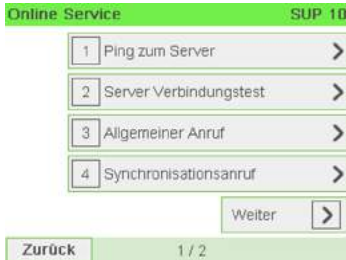 Online Service SUP 10
1 Ping zum Server
2 Server Verbindungstest
3 Allgemeiner Anruf
4 Synchronisationsanruf
Weiter
Zurück 1 / 2